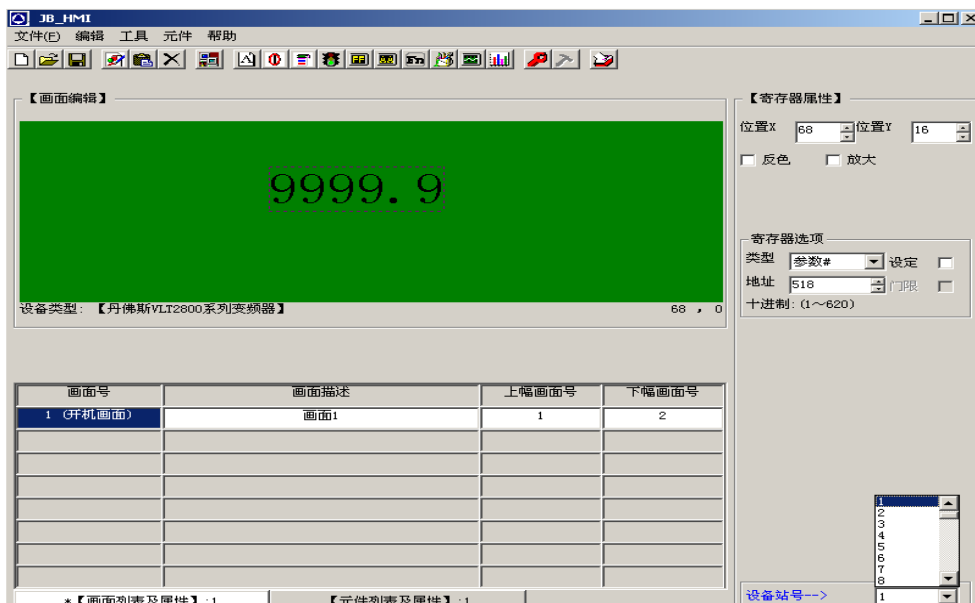 JB_HMI
文件(F) 编辑 工具 元件 帮助
【画面编辑】
9999. 9
设备类型: 【丹佛斯VLT2800系列变频器】 68 , 0
【寄存器属性】
位置X 68 位置Y 16
反色 放大
寄存器选项
类型 参数# 设定
地址 518 门限
十进制: (1～620)
画面号 画面描述 上幅画面号 下幅画面号
1 (开机画面) 画面1 1 2
1
2
3
4
5
6
7
8
设备站号--> 1
*【画面列表及属性】:1 【元件列表及属性】:1